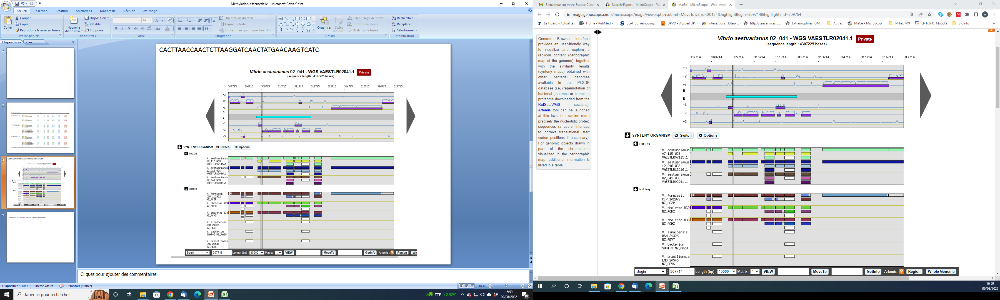 Methylation differnetielle - Microsoft PowerPoint
Accueil
Insertion
Création
Animations
Diaporama
Révision
Affichage
Coller
Couper
Copier
Reproduire la mise en forme
Presse-papiers
Nouvelle diapositive
Disposition
Rétablir
Supprimer
Diapositives
44
Police
Orientation du texte
Aligner le texte
Convertir en graphique SmartArt
Paragraphe
Organiser
Styles rapides
Remplissage de forme
Contour de forme
Effets sur la forme
Dessin
Rechercher
Remplacer
Sélectionner
Modification
Diapositives
Plan
1
2
3
4
CACTTAACCAACTCTTAAGGATCAACTATGAACAAGTCATC
Vibrio aestuarianus 02_041 - WGS VAESTLR02041.1 Private
(sequence length : 4307225 bases)
307715 308715 309715 310715 311715 312715 313715 314715 315715 316715 317715
+3
+2
+1
D
R
-1
-2
-3
SYNTENY ORGANISM Switch Options
PkGDB
V. aestuarianus
07_115 WGS
VAESTLR07115.1
V. aestuarianus
12_016 WGS
VAESTLR12016.1
V. aestuarianus
02_041 WGS
VAESTLR02041.1
RefSeq
V. furnissii
CIP 102972
NZ_ACZP
V. cholerae RC9
NZ_ACHX
V. cholerae B33
NZ_ACHZ
V. sinaloensis
DSM 21326
NZ_AEVT
V. bacterium
SWAT-3 NZ_AAZW
V. brasiliensis
LMG 20546
NZ_AEVS
Begin : 307715 Length (bp) : 10000 Matrix : 1 VIEW MoveTo GetInfo Artemis : Region Wh
Cliquez pour ajouter des commentaires
Diapositive 3 sur 4 "Thème Office" Français (France) 110 %
Taper ici pour rechercher
TTE +2,92%
16:59
09/08/2022
10
Bienvenue sur votre Espace Clien
Search/Export - MicroScope - We
MaGe - MicroScope - Web Interf
mage.genoscope.cns.fr/microscope/mage/viewer.php?submit=MoveTo&S_id=20184&highlightBegin=309714&highlightEnd=309754
A
Le Figaro - Actualités
Home - PubMed -...
Sci-Hub: removing...
UPVD - Accueil UP...
Interactions Hôtes-...
http://seeservices.u...
Extremophiles IGM...
Autres
MaGe - MicroScop...
Milieu M9
ENT(2-1): Moodle
BioInfo
Genome Browser interface
provides an user-friendly way
to visualize and explore a
replicon content (cartographic
map of the genome), together
with the similarity results
(synteny maps) obtained with
other bacterial genomes
available in our PkGDB
database (i.e, (re)annotation of
bacterial genomes or complete
proteome downloaded from the
RefSeq/WGS sections).
Artemis tool can be launched
at this level to examine more
precisely the nucleotidic/proteic
sequences (a useful interface
to correct translational start
codon positions if necessary).
For genomic objects drawn in
part of the chromosome
visualized in the cartographic
map, additional information is
listed in a table.
Vibrio aestuarianus 02_041 - WGS VAESTLR02041.1 Private
(sequence length : 4307225 bases)
307714 308714 309714 310714 311714 312714 313714 314714 315714 316714 317714
+3
+2
+1
D
R
-1
-2
-3
SYNTENY ORGANISM Switch Options
PkGDB
V. aestuarianus
07_115 WGS
VAESTLR07115.1
V. aestuarianus
12_016 WGS
VAESTLR12016.1
V. aestuarianus
02_041 WGS
VAESTLR02041.1
RefSeq
V. furnissii
CIP 102972
NZ_ACZP
V. cholerae RC9
NZ_ACHX
V. cholerae B33
NZ_ACHZ
V. sinaloensis
DSM 21326
NZ_AEVT
V. bacterium
SWAT-3 NZ_AAZW
V. brasiliensis
LMG 20546
NZ_AEVS
Begin : 307714 Length (bp) : 10000 Matrix : 1 VIEW MoveTo GetInfo Artemis : Region Whole Genome
16:59
09/08/2022